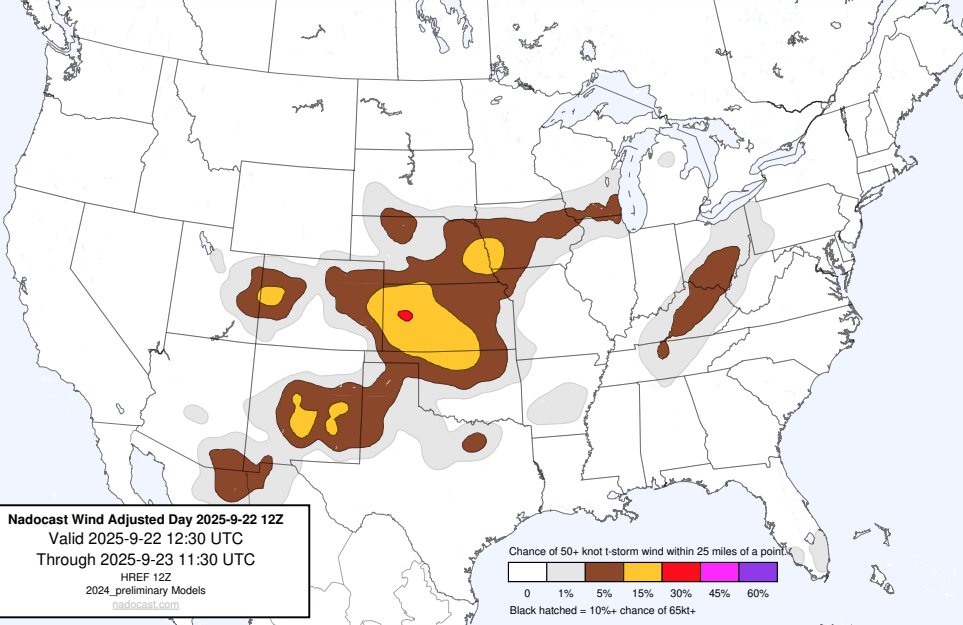 Nadocast Wind Adjusted Day 2025-9-22 12Z
Valid 2025-9-22 12:30 UTC
Through 2025-9-23 11:30 UTC
HREF 12Z
2024_preliminary Models
nadocast.com
Chance of 50+ knot t-storm wind within 25 miles of a point.
0 1% 5% 15% 30% 45% 60%
Black hatched = 10%+ chance of 65kt+